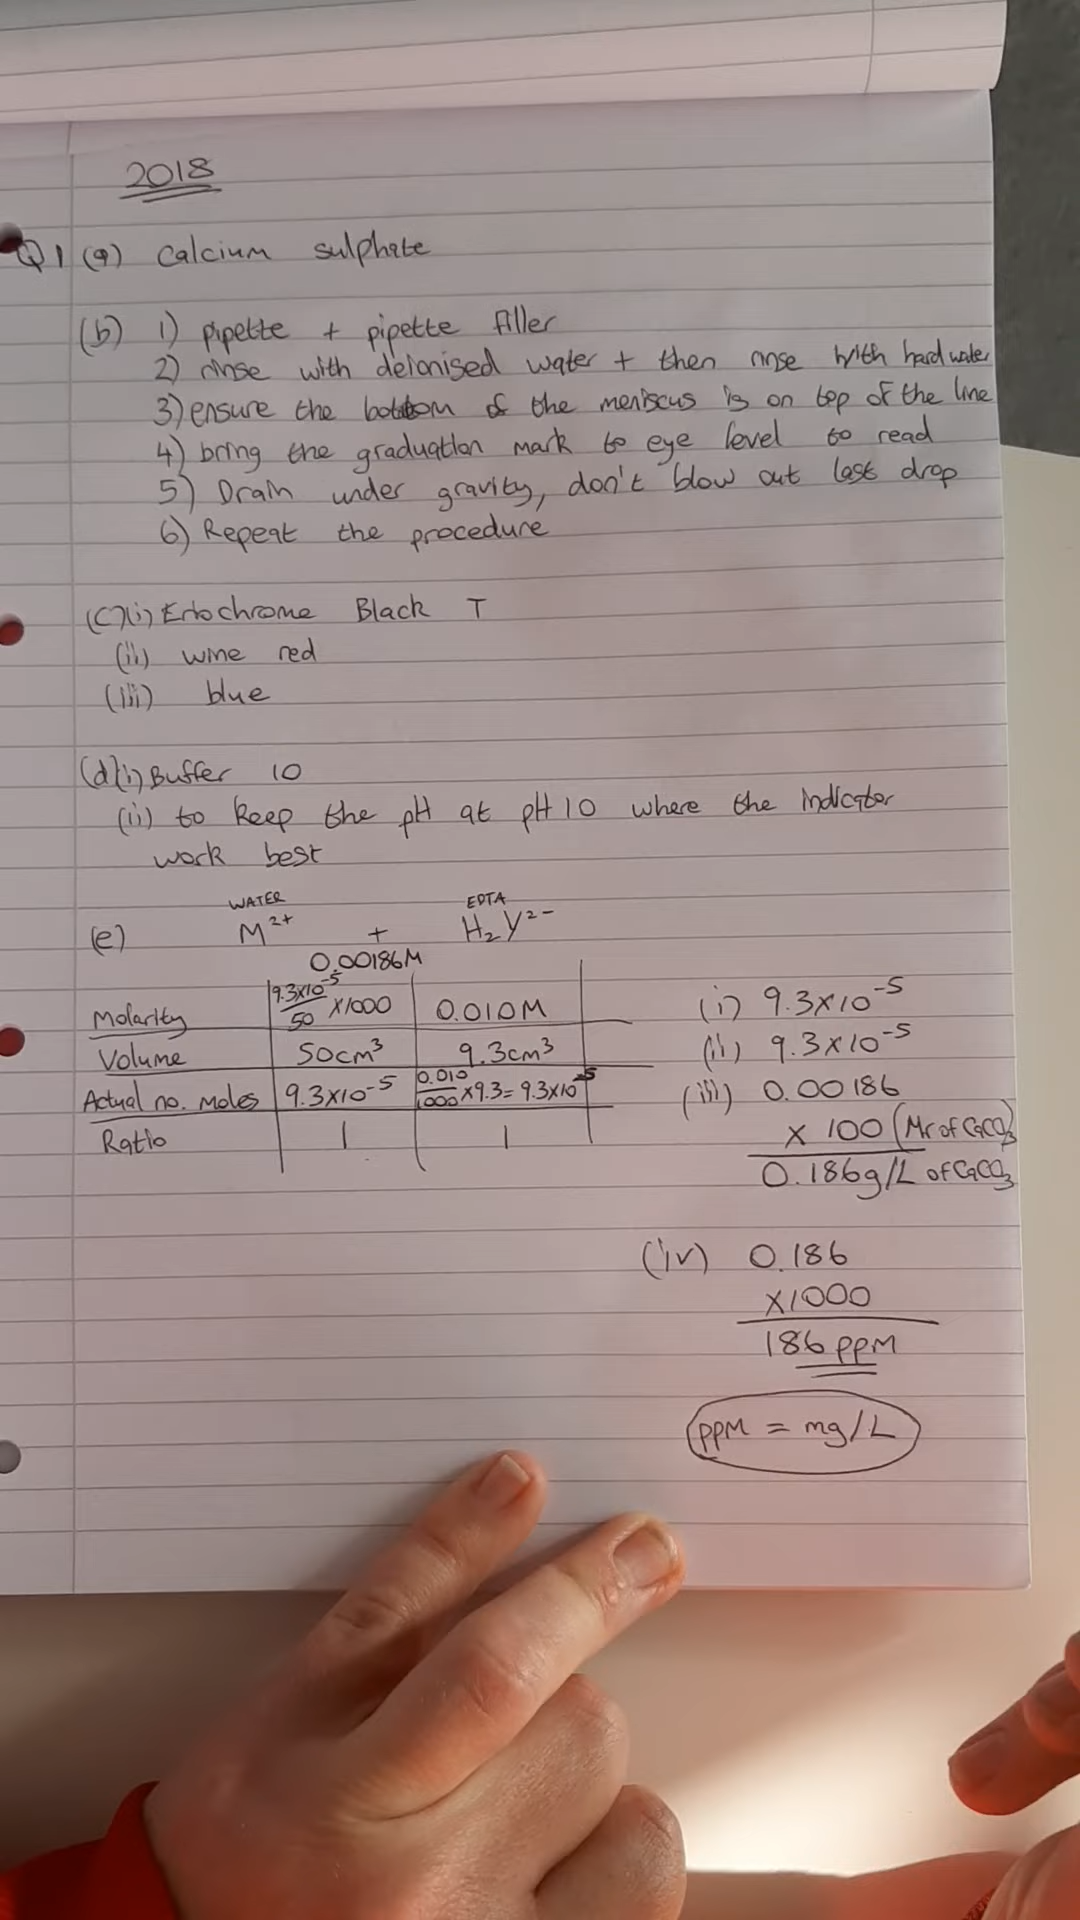 2018
Q1 (a) Calcium sulphate
(b) 1) pipette + pipette filler
2) rinse with deionised water + then rinse with hard water
3) ensure the bottom of the meniscus is on top of the line
4) bring the graduation mark to eye level to read
5) Drain under gravity, don't blow out last drop
6) Repeat the procedure
(c)(i) Eriochrome Black T
(ii) wine red
(iii) blue
(d)(i) Buffer 10
(ii) to keep the pH at pH 10 where the indicator
work best
WATER EDTA
(e) M²⁺ + H₂Y²⁻
0.00186M
Molarity 9.3x10⁻⁵/50 x1000 0.010M
Volume 50cm³ 9.3cm³
Actual no. moles 9.3x10⁻⁵ 0.010/1000 x9.3= 9.3x10⁻⁵
Ratio 1 1
(i) 9.3x10⁻⁵
(ii) 9.3x10⁻⁵
(iii) 0.00186
x 100 (Mr of CaCO₃)
0.186g/L of CaCO₃
(iv) 0.186
x1000
186 ppm
ppm = mg/L